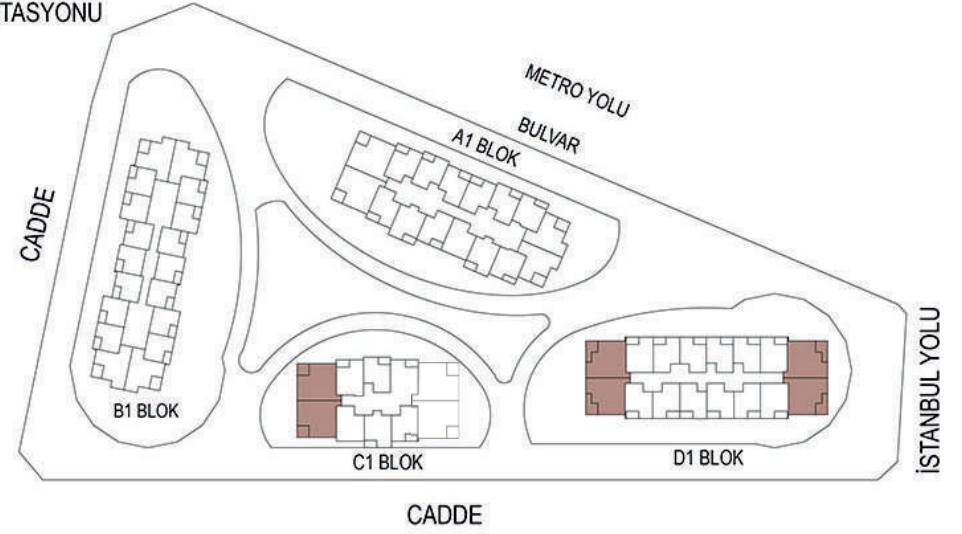 TASYONU
METRO YOLU
BULVAR
A1 BLOK
CADDE
İSTANBUL YOLU
B1 BLOK
C1 BLOK
D1 BLOK
CADDE